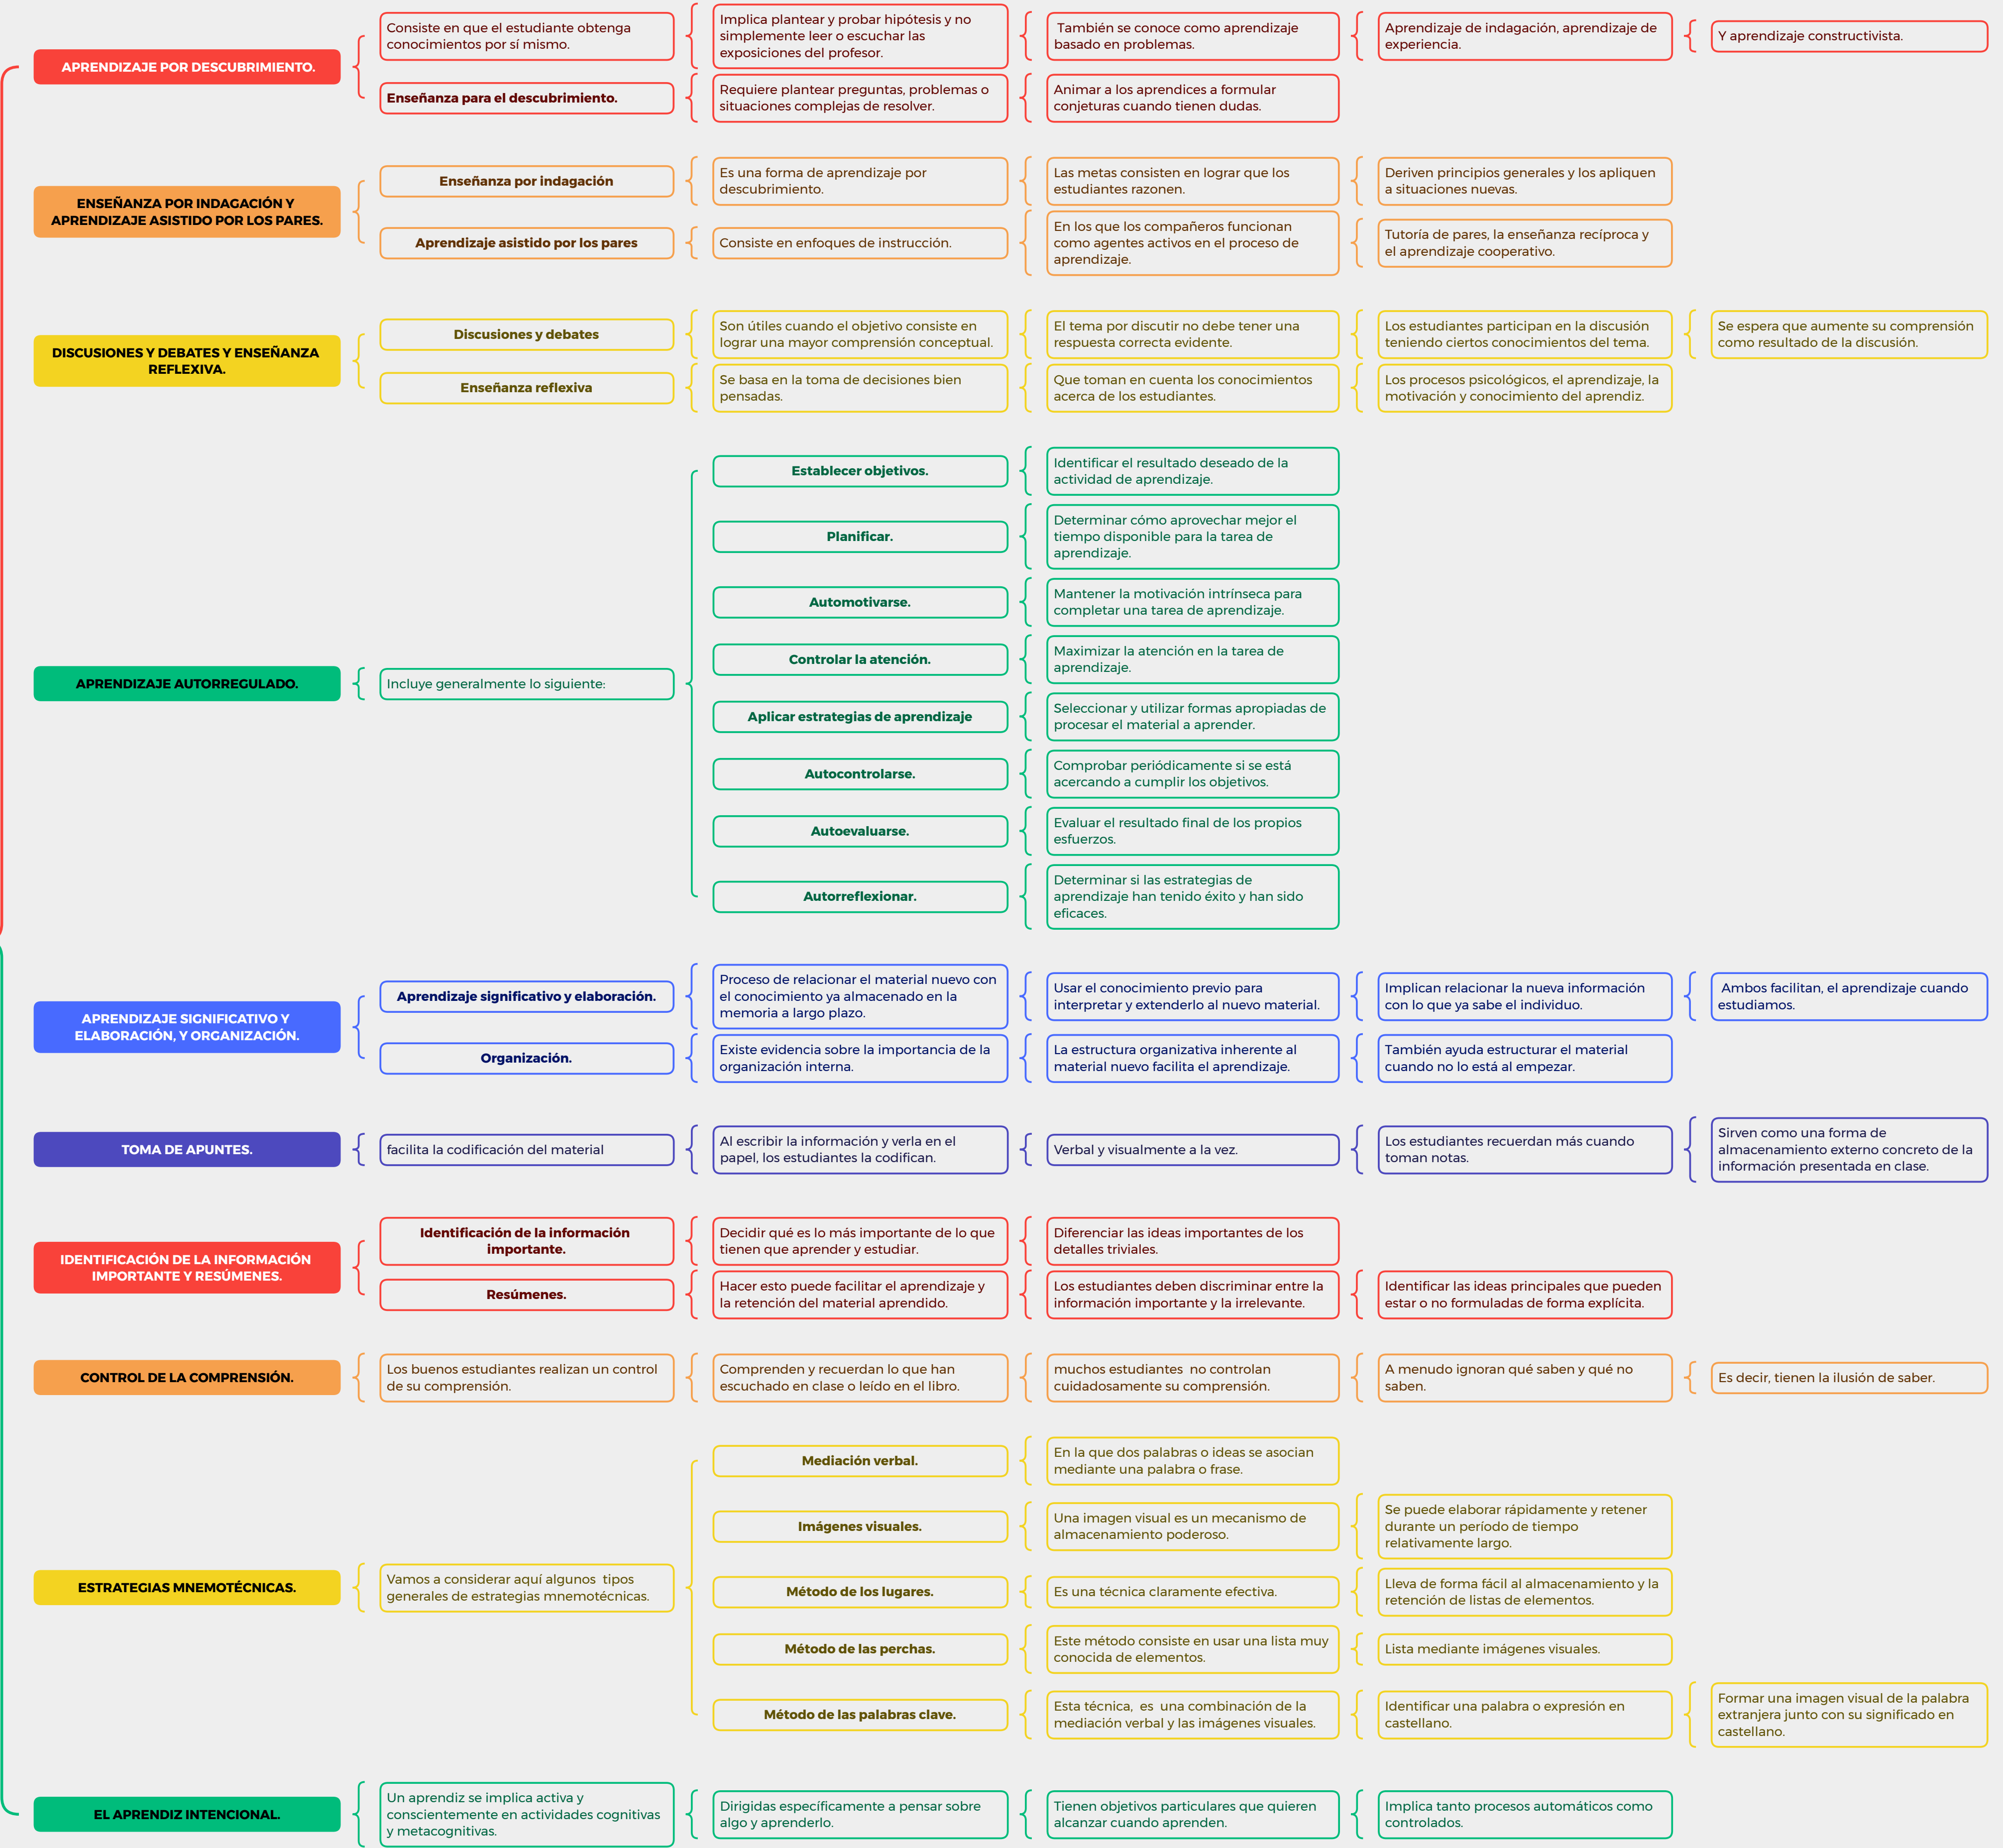 APRENDIZAJE POR DESCUBRIMIENTO.
Consiste en que el estudiante obtenga
conocimientos por sí mismo.
Implica plantear y probar hipótesis y no
simplemente leer o escuchar las
exposiciones del profesor.
También se conoce como aprendizaje
basado en problemas.
Aprendizaje de indagación, aprendizaje de
experiencia.
Y aprendizaje constructivista.
Enseñanza para el descubrimiento.
Requiere plantear preguntas, problemas o
situaciones complejas de resolver.
Animar a los aprendices a formular
conjeturas cuando tienen dudas.
ENSEÑANZA POR INDAGACIÓN Y
APRENDIZAJE ASISTIDO POR LOS PARES.
Enseñanza por indagación
Es una forma de aprendizaje por
descubrimiento.
Las metas consisten en lograr que los
estudiantes razonen.
Deriven principios generales y los apliquen
a situaciones nuevas.
Aprendizaje asistido por los pares
Consiste en enfoques de instrucción.
En los que los compañeros funcionan
como agentes activos en el proceso de
aprendizaje.
Tutoría de pares, la enseñanza recíproca y
el aprendizaje cooperativo.
DISCUSIONES Y DEBATES Y ENSEÑANZA
REFLEXIVA.
Discusiones y debates
Son útiles cuando el objetivo consiste en
lograr una mayor comprensión conceptual.
El tema por discutir no debe tener una
respuesta correcta evidente.
Los estudiantes participan en la discusión
teniendo ciertos conocimientos del tema.
Se espera que aumente su comprensión
como resultado de la discusión.
Enseñanza reflexiva
Se basa en la toma de decisiones bien
pensadas.
Que toman en cuenta los conocimientos
acerca de los estudiantes.
Los procesos psicológicos, el aprendizaje, la
motivación y conocimiento del aprendiz.
APRENDIZAJE AUTORREGULADO.
Incluye generalmente lo siguiente:
Establecer objetivos.
Identificar el resultado deseado de la
actividad de aprendizaje.
Planificar.
Determinar cómo aprovechar mejor el
tiempo disponible para la tarea de
aprendizaje.
Automotivarse.
Mantener la motivación intrínseca para
completar una tarea de aprendizaje.
Controlar la atención.
Maximizar la atención en la tarea de
aprendizaje.
Aplicar estrategias de aprendizaje
Seleccionar y utilizar formas apropiadas de
procesar el material a aprender.
Autocontrolarse.
Comprobar periódicamente si se está
acercando a cumplir los objetivos.
Autoevaluarse.
Evaluar el resultado final de los propios
esfuerzos.
Autorreflexionar.
Determinar si las estrategias de
aprendizaje han tenido éxito y han sido
eficaces.
APRENDIZAJE SIGNIFICATIVO Y
ELABORACIÓN, Y ORGANIZACIÓN.
Aprendizaje significativo y elaboración.
Proceso de relacionar el material nuevo con
el conocimiento ya almacenado en la
memoria a largo plazo.
Usar el conocimiento previo para
interpretar y extenderlo al nuevo material.
Implican relacionar la nueva información
con lo que ya sabe el individuo.
Ambos facilitan, el aprendizaje cuando
estudiamos.
Organización.
Existe evidencia sobre la importancia de la
organización interna.
La estructura organizativa inherente al
material nuevo facilita el aprendizaje.
También ayuda estructurar el material
cuando no lo está al empezar.
TOMA DE APUNTES.
facilita la codificación del material
Al escribir la información y verla en el
papel, los estudiantes la codifican.
Verbal y visualmente a la vez.
Los estudiantes recuerdan más cuando
toman notas.
Sirven como una forma de
almacenamiento externo concreto de la
información presentada en clase.
IDENTIFICACIÓN DE LA INFORMACIÓN
IMPORTANTE Y RESÚMENES.
Identificación de la información
importante.
Decidir qué es lo más importante de lo que
tienen que aprender y estudiar.
Diferenciar las ideas importantes de los
detalles triviales.
Resúmenes.
Hacer esto puede facilitar el aprendizaje y
la retención del material aprendido.
Los estudiantes deben discriminar entre la
información importante y la irrelevante.
Identificar las ideas principales que pueden
estar o no formuladas de forma explícita.
CONTROL DE LA COMPRENSIÓN.
Los buenos estudiantes realizan un control
de su comprensión.
Comprenden y recuerdan lo que han
escuchado en clase o leído en el libro.
muchos estudiantes  no controlan
cuidadosamente su comprensión.
A menudo ignoran qué saben y qué no
saben.
Es decir, tienen la ilusión de saber.
ESTRATEGIAS MNEMOTÉCNICAS.
Vamos a considerar aquí algunos  tipos
generales de estrategias mnemotécnicas.
Mediación verbal.
En la que dos palabras o ideas se asocian
mediante una palabra o frase.
Imágenes visuales.
Una imagen visual es un mecanismo de
almacenamiento poderoso.
Se puede elaborar rápidamente y retener
durante un período de tiempo
relativamente largo.
Método de los lugares.
Es una técnica claramente efectiva.
Lleva de forma fácil al almacenamiento y la
retención de listas de elementos.
Método de las perchas.
Este método consiste en usar una lista muy
conocida de elementos.
Lista mediante imágenes visuales.
Método de las palabras clave.
Esta técnica,  es  una combinación de la
mediación verbal y las imágenes visuales.
Identificar una palabra o expresión en
castellano.
Formar una imagen visual de la palabra
extranjera junto con su significado en
castellano.
EL APRENDIZ INTENCIONAL.
Un aprendiz se implica activa y
conscientemente en actividades cognitivas
y metacognitivas.
Dirigidas específicamente a pensar sobre
algo y aprenderlo.
Tienen objetivos particulares que quieren
alcanzar cuando aprenden.
Implica tanto procesos automáticos como
controlados.